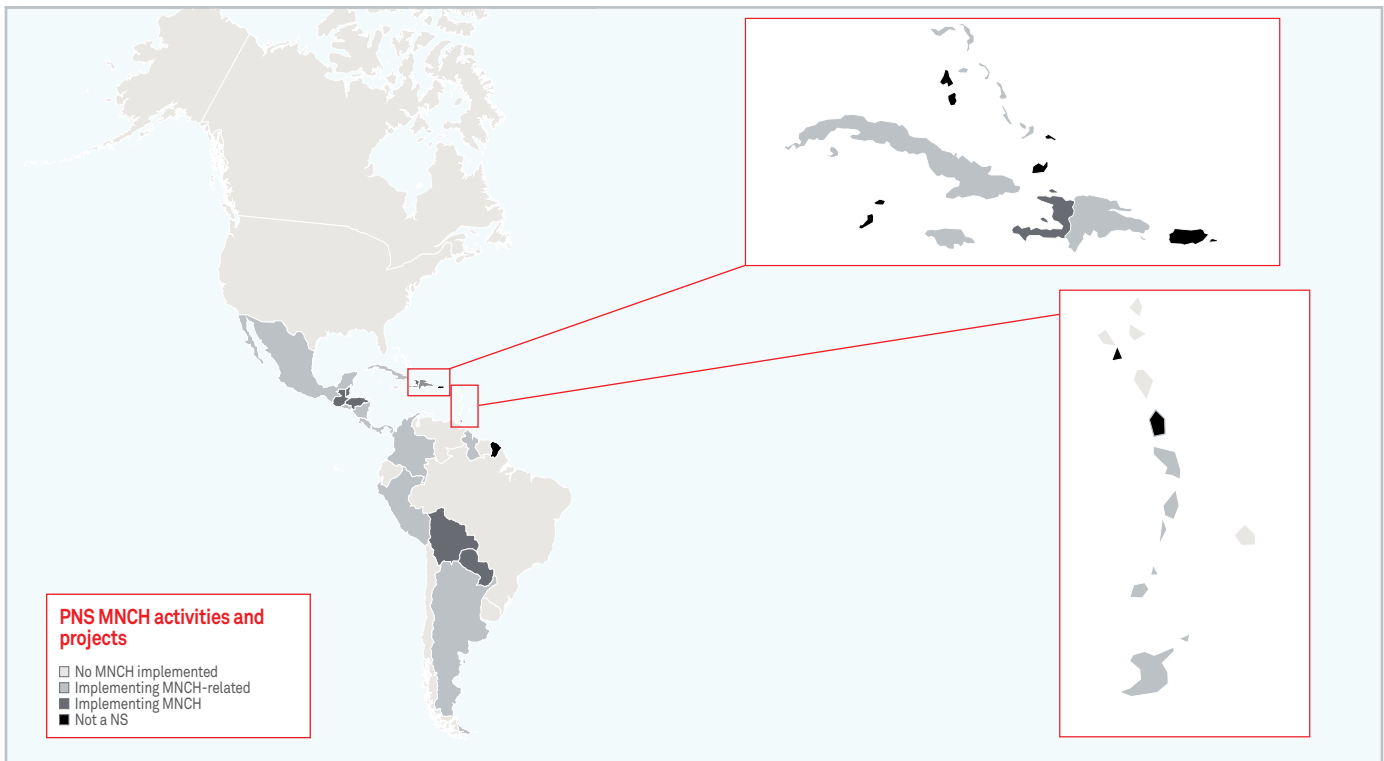 PNS MNCH activities and
projects
No MNCH implemented
Implementing MNCH-related
Implementing MNCH
Not a NS